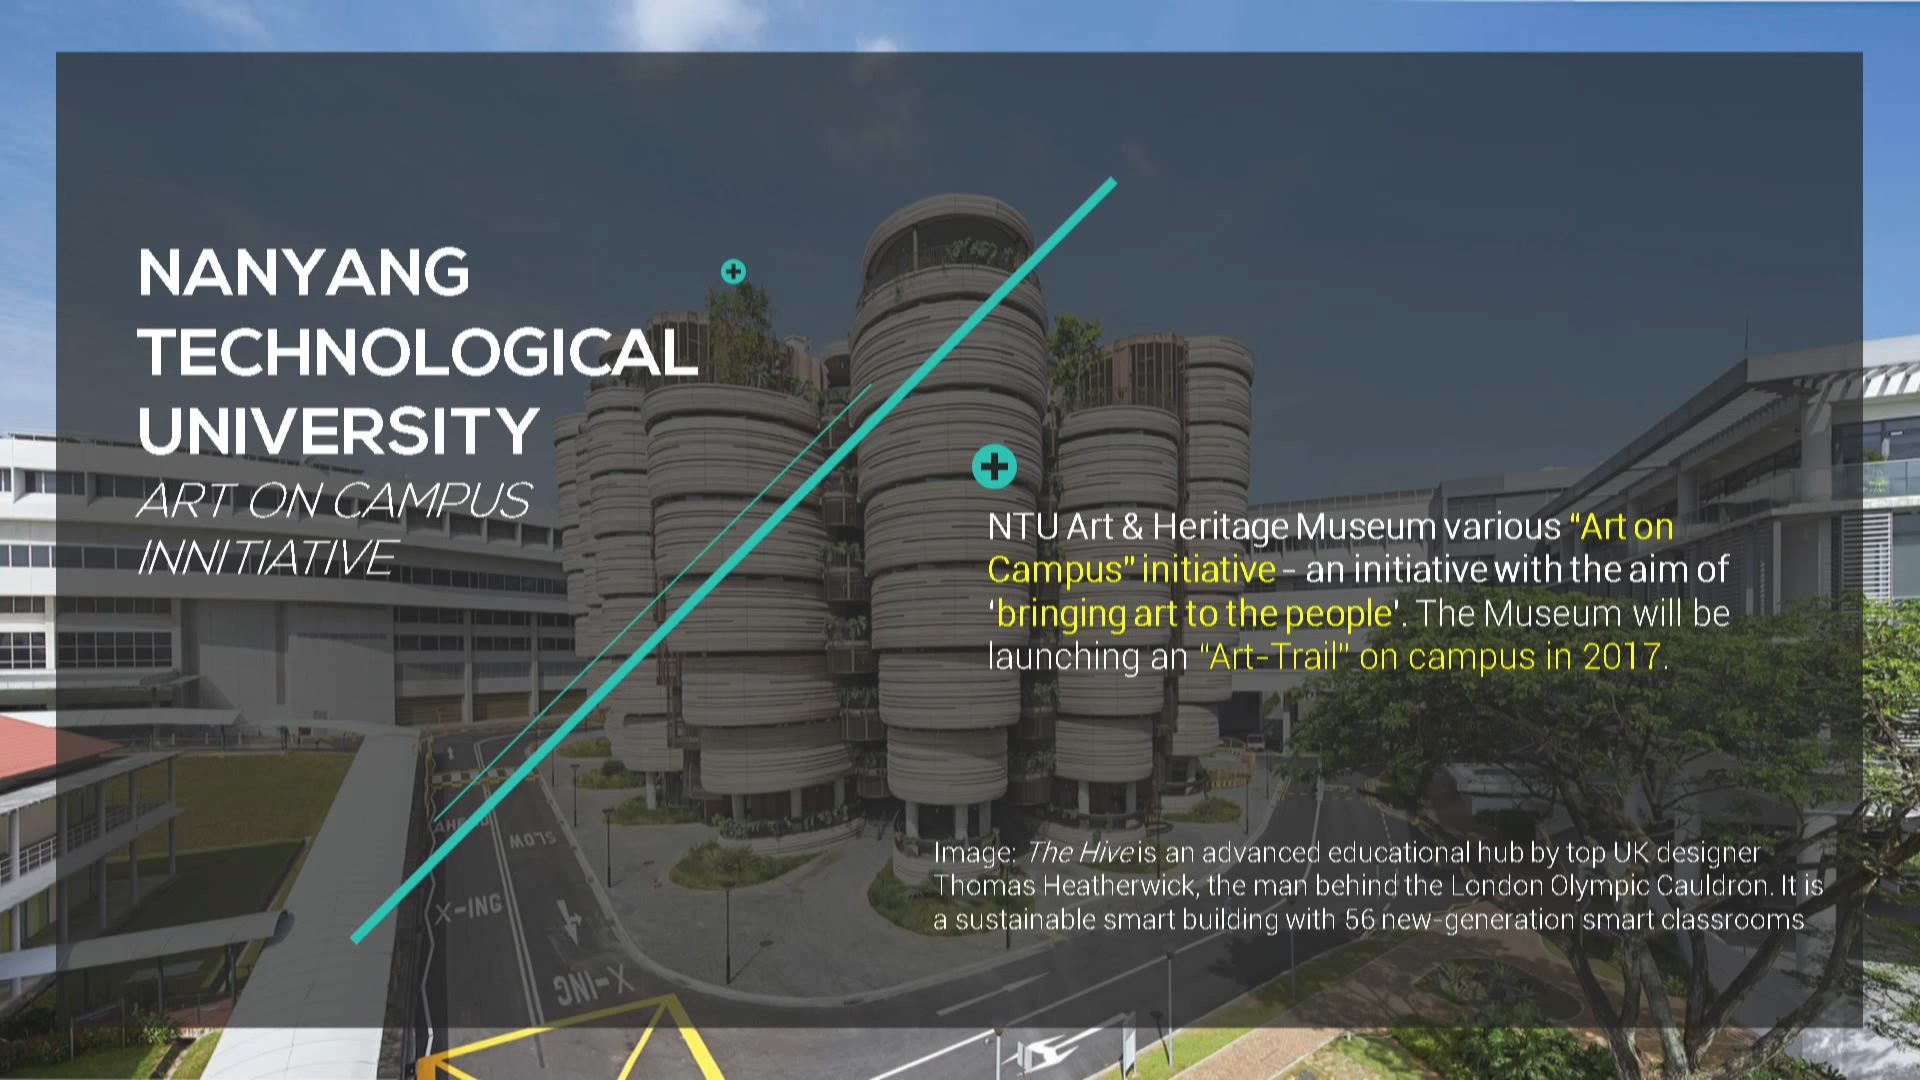 NANYANG
TECHNOLOGICAL
UNIVERSITY
ART ON CAMPUS
INNITIATIVE
NTU Art & Heritage Museum various “Art on
Campus” initiative – an initiative with the aim of
‘bringing art to the people’. The Museum will be
launching an “Art-Trail” on campus in 2017.
Image: The Hive is an advanced educational hub by top UK designer
Thomas Heatherwick, the man behind the London Olympic Cauldron. It is
a sustainable smart building with 56 new-generation smart classrooms
AHEAD
SLOW
X-ING
X-ING